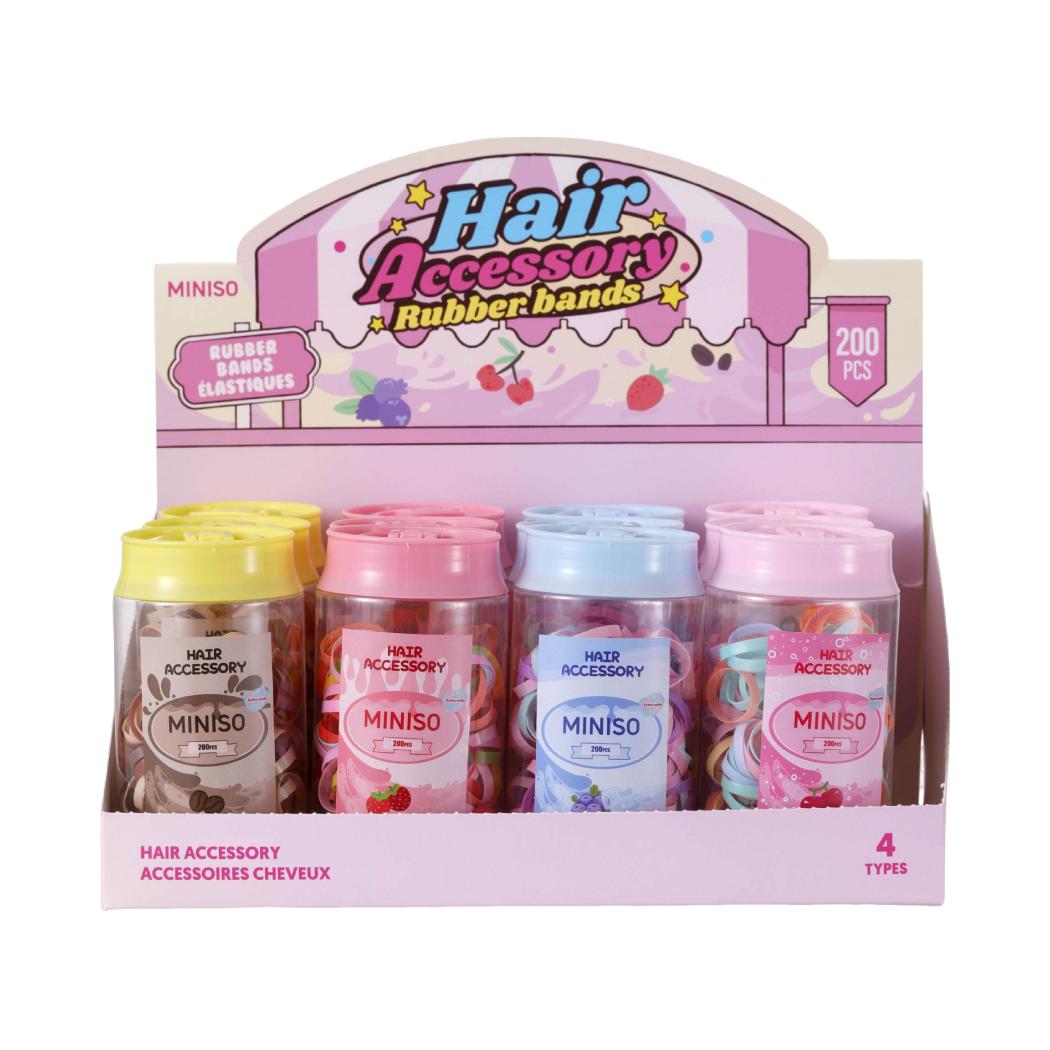 Hair
Accessory
Rubber bands
MINISO
RUBBER
BANDS
ÉLASTIQUES
200
PCS
HAIR
ACCESSORY
MINISO
200PCS
HAIR
ACCESSORY
MINISO
200PCS
HAIR
ACCESSORY
MINISO
200PCS
HAIR
ACCESSORY
MINISO
200PCS
HAIR ACCESSORY
ACCESSOIRES CHEVEUX
4
TYPES